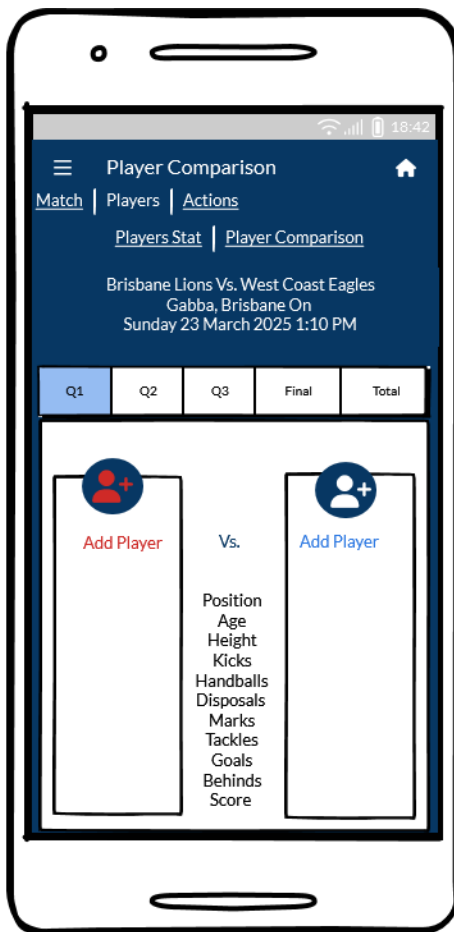 18:42
Player Comparison
Match | Players | Actions
Players Stat | Player Comparison
Brisbane Lions Vs. West Coast Eagles
Gabba, Brisbane On
Sunday 23 March 2025 1:10 PM
Q1 Q2 Q3 Final Total
Add Player Vs. Add Player
Position
Age
Height
Kicks
Handballs
Disposals
Marks
Tackles
Goals
Behinds
Score